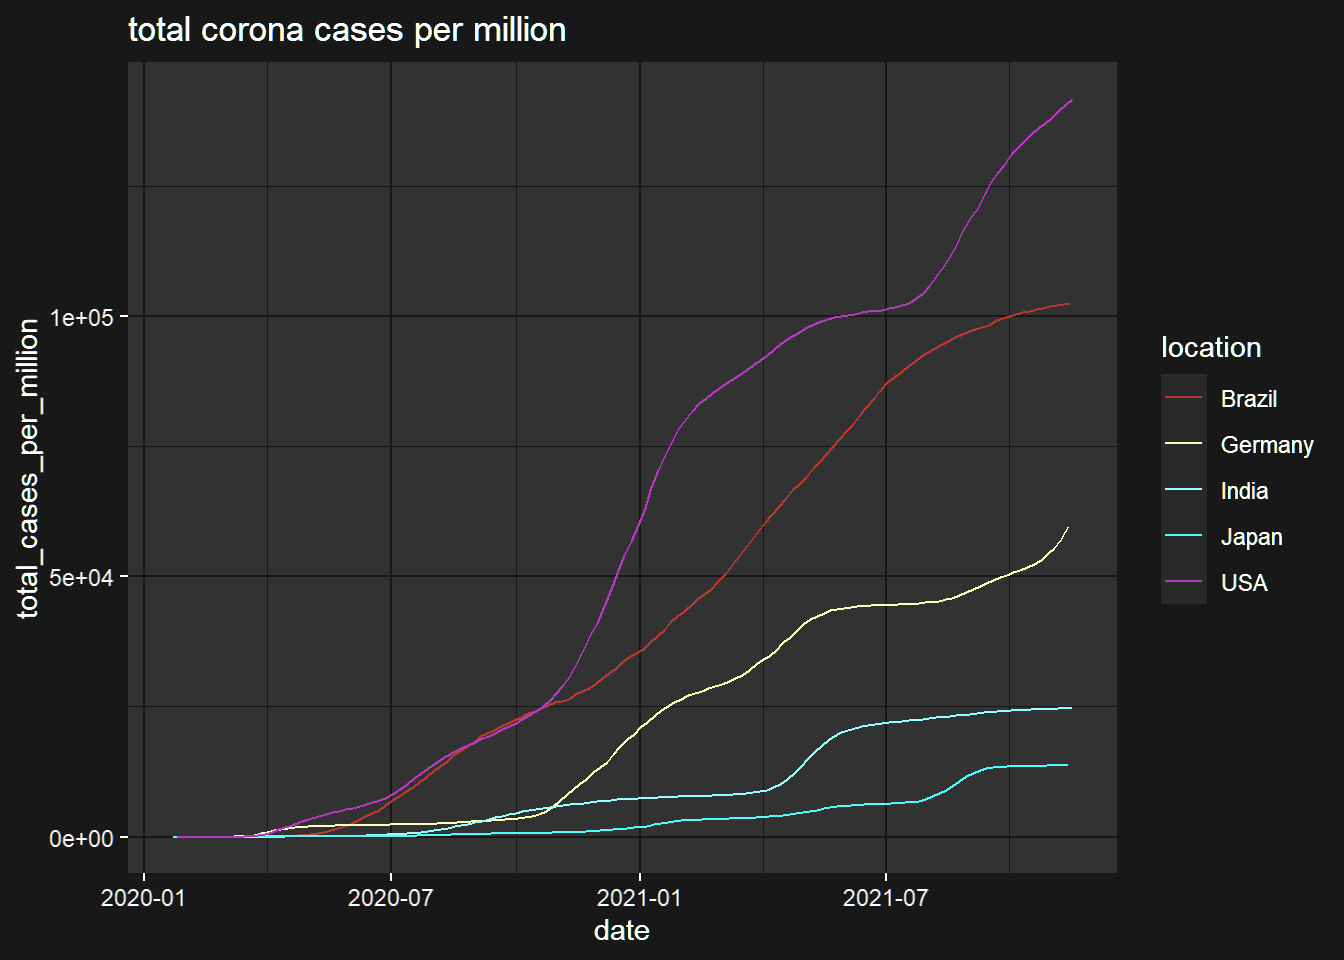 total corona cases per million
total_cases_per_million
1e+05
5e+04
0e+00
2020-01
2020-07
2021-01
2021-07
date
location
Brazil
Germany
India
Japan
USA